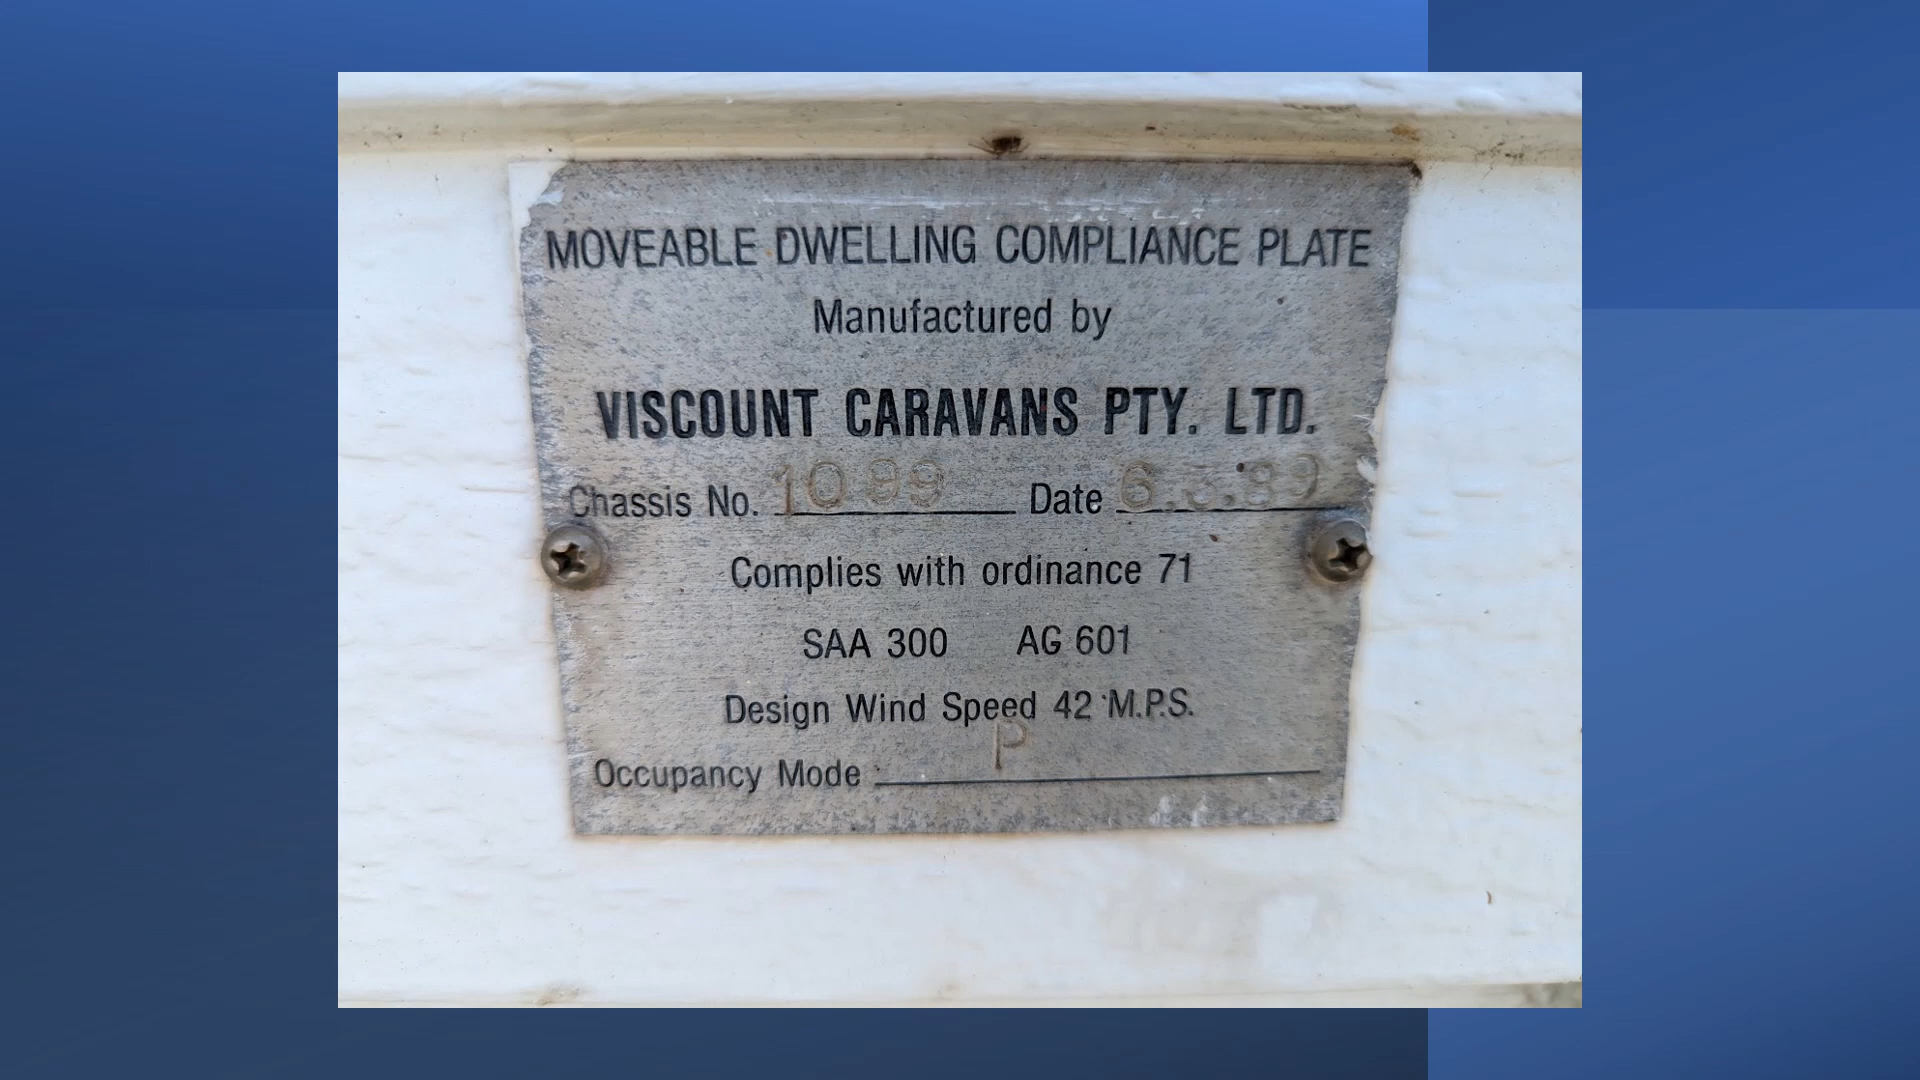 MOVEABLE DWELLING COMPLIANCE PLATE
Manufactured by
VISCOUNT CARAVANS PTY. LTD.
Chassis No. Date
Complies with ordinance 71
SAA 300 AG 601
Design Wind Speed 42 M.P.S.
P
Occupancy Mode